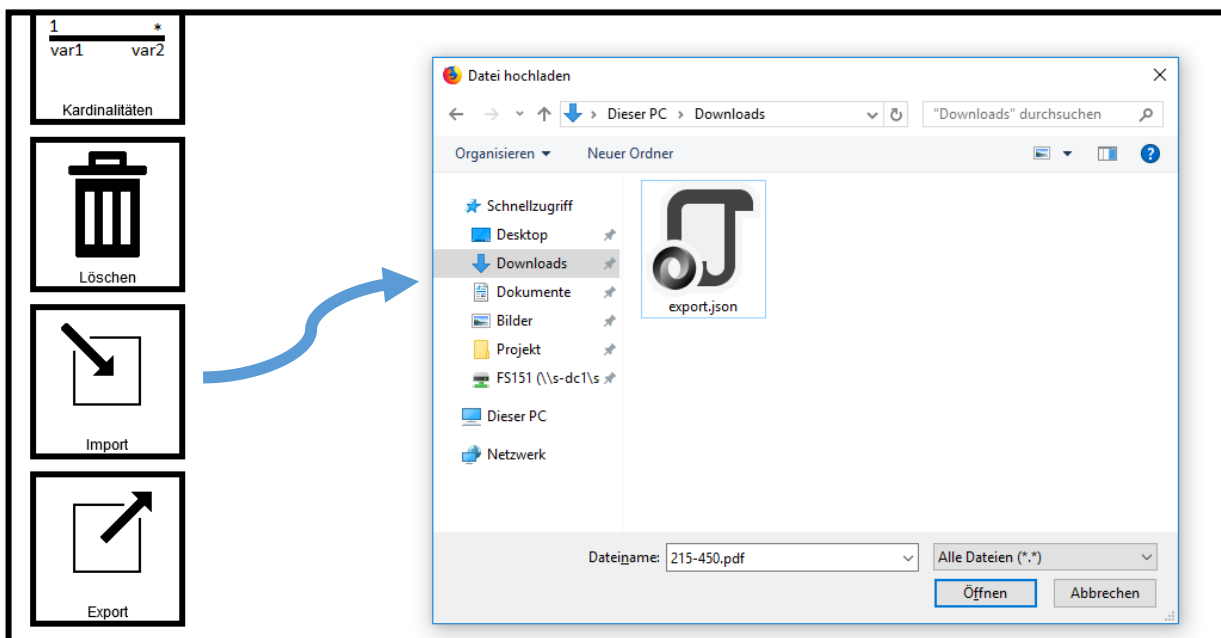 1 *
var1 var2
Kardinalitäten
Löschen
Import
Export
Datei hochladen
Dieser PC > Downloads
"Downloads" durchsuchen
Organisieren
Neuer Ordner
Schnellzugriff
Desktop
Downloads
Dokumente
Bilder
Projekt
FS151 (\\s-dc1\s
Dieser PC
Netzwerk
export.json
Dateiname: 215-450.pdf
Alle Dateien (*.*)
Öffnen
Abbrechen